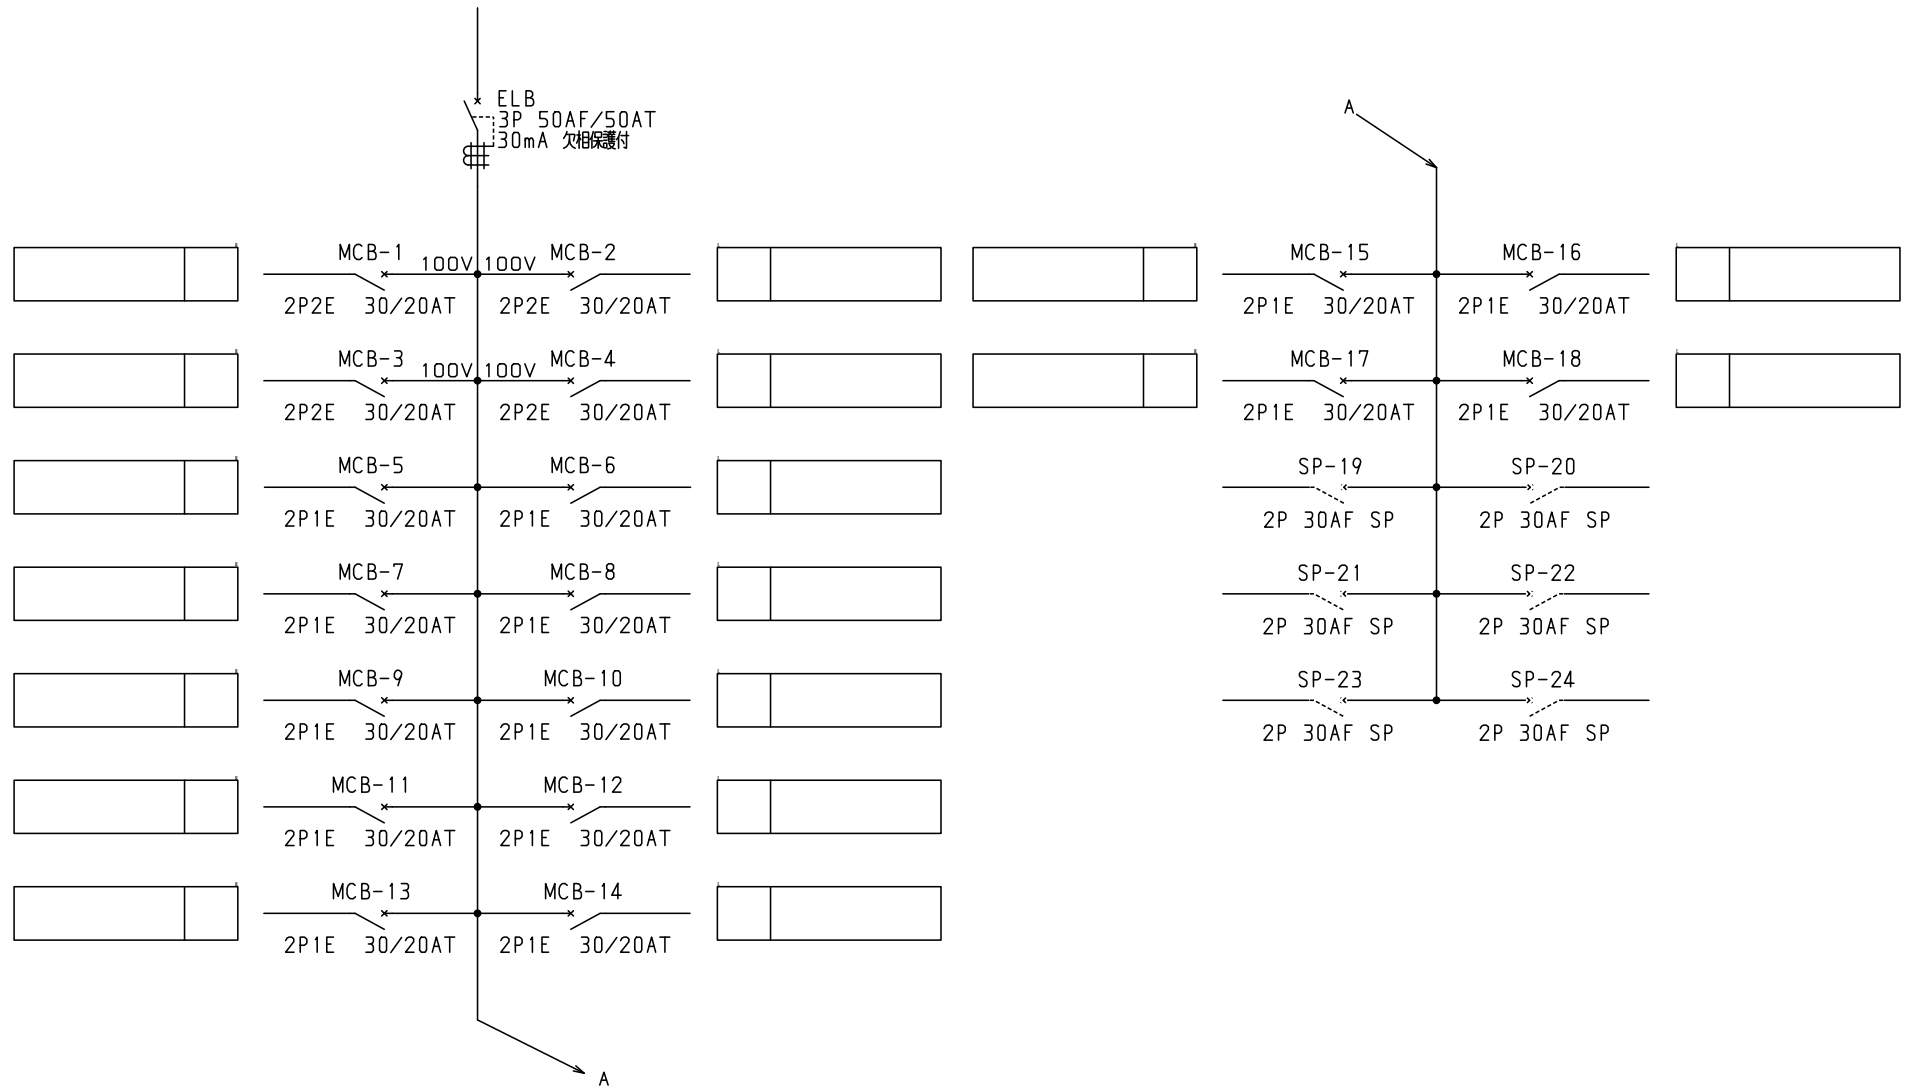 ELB
3P 50AF/50AT
30mA 欠相保護付
MCB-1 100V 100V MCB-2
2P2E 30/20AT 2P2E 30/20AT
MCB-3 100V 100V MCB-4
2P2E 30/20AT 2P2E 30/20AT
MCB-5 MCB-6
2P1E 30/20AT 2P1E 30/20AT
MCB-7 MCB-8
2P1E 30/20AT 2P1E 30/20AT
MCB-9 MCB-10
2P1E 30/20AT 2P1E 30/20AT
MCB-11 MCB-12
2P1E 30/20AT 2P1E 30/20AT
MCB-13 MCB-14
2P1E 30/20AT 2P1E 30/20AT
A
A
MCB-15 MCB-16
2P1E 30/20AT 2P1E 30/20AT
MCB-17 MCB-18
2P1E 30/20AT 2P1E 30/20AT
SP-19 SP-20
2P 30AF SP 2P 30AF SP
SP-21 SP-22
2P 30AF SP 2P 30AF SP
SP-23 SP-24
2P 30AF SP 2P 30AF SP